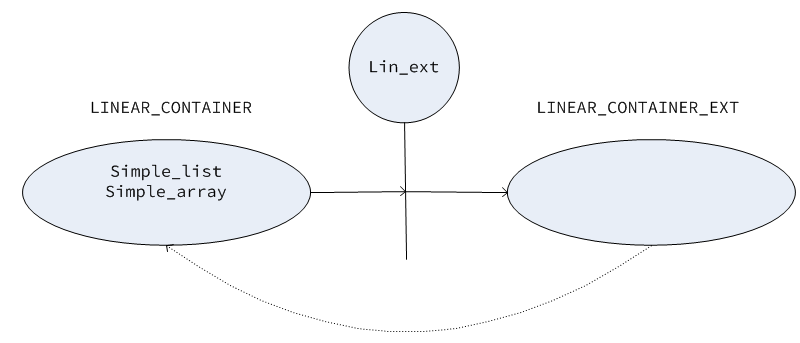 Lin_ext
LINEAR_CONTAINER
LINEAR_CONTAINER_EXT
Simple_list
Simple_array